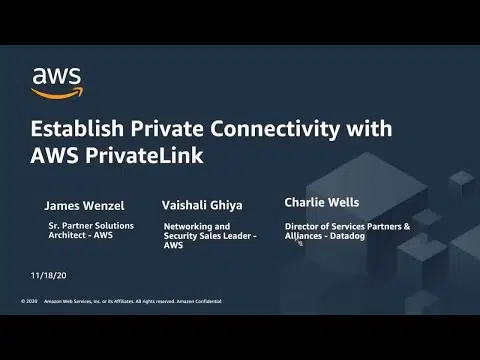 aws
Establish Private Connectivity with
AWS PrivateLink
James Wenzel
Sr. Partner Solutions
Architect - AWS
Vaishali Ghiya
Networking and
Security Sales Leader -
AWS
Charlie Wells
Director of Services Partners &
Alliances - Datadog
11/18/20
© 2020 Amazon Web Services, Inc. or its Affiliates. All rights reserved. Amazon Confidential